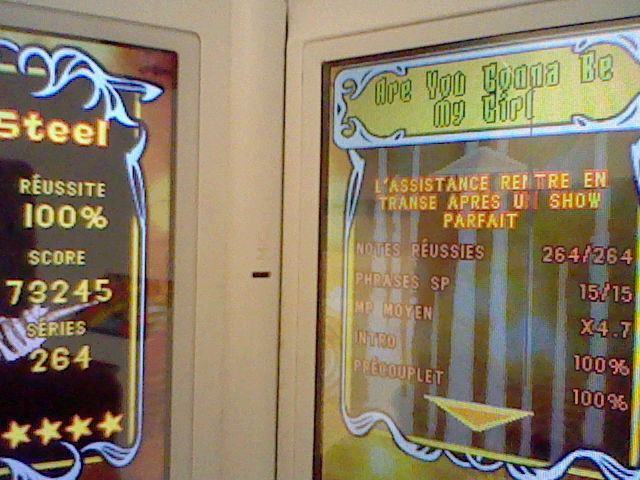 Steel
RÉUSSITE
100%
SCORE
73245
SÉRIES
264
Are You Gonna Be
My Girl
L'ASSISTANCE RENTRE EN
TRANSE APRÈS UN SHOW
PARFAIT
NOTES RÉUSSIES 264/264
PHRASES SP 15/15
MP MOYEN X4.7
INTRO 100%
PRÉCOUPLET 100%